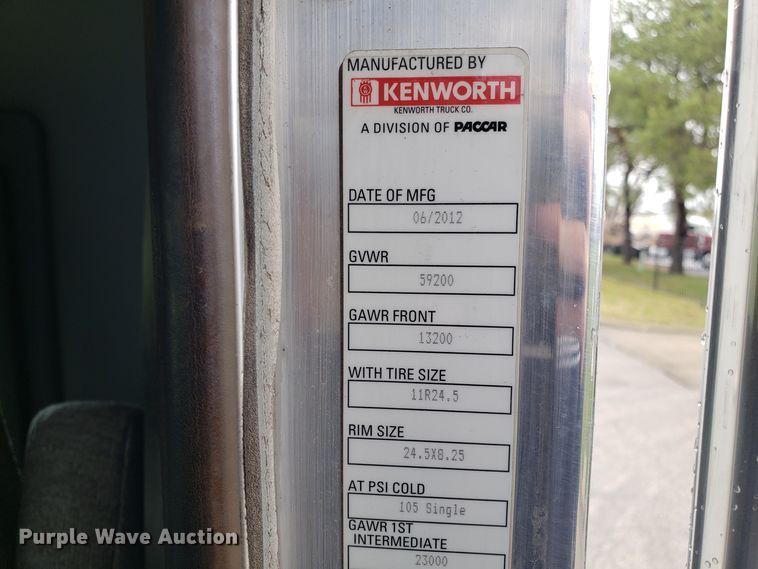 MANUFACTURED BY
KENWORTH
KENWORTH TRUCK CO.
A DIVISION OF PACCAR
DATE OF MFG
06/2012
GVWR
59200
GAWR FRONT
13200
WITH TIRE SIZE
11R24.5
RIM SIZE
24.5X8.25
AT PSI COLD
105 Single
GAWR 1ST
INTERMEDIATE
23000
Purple Wave Auction®